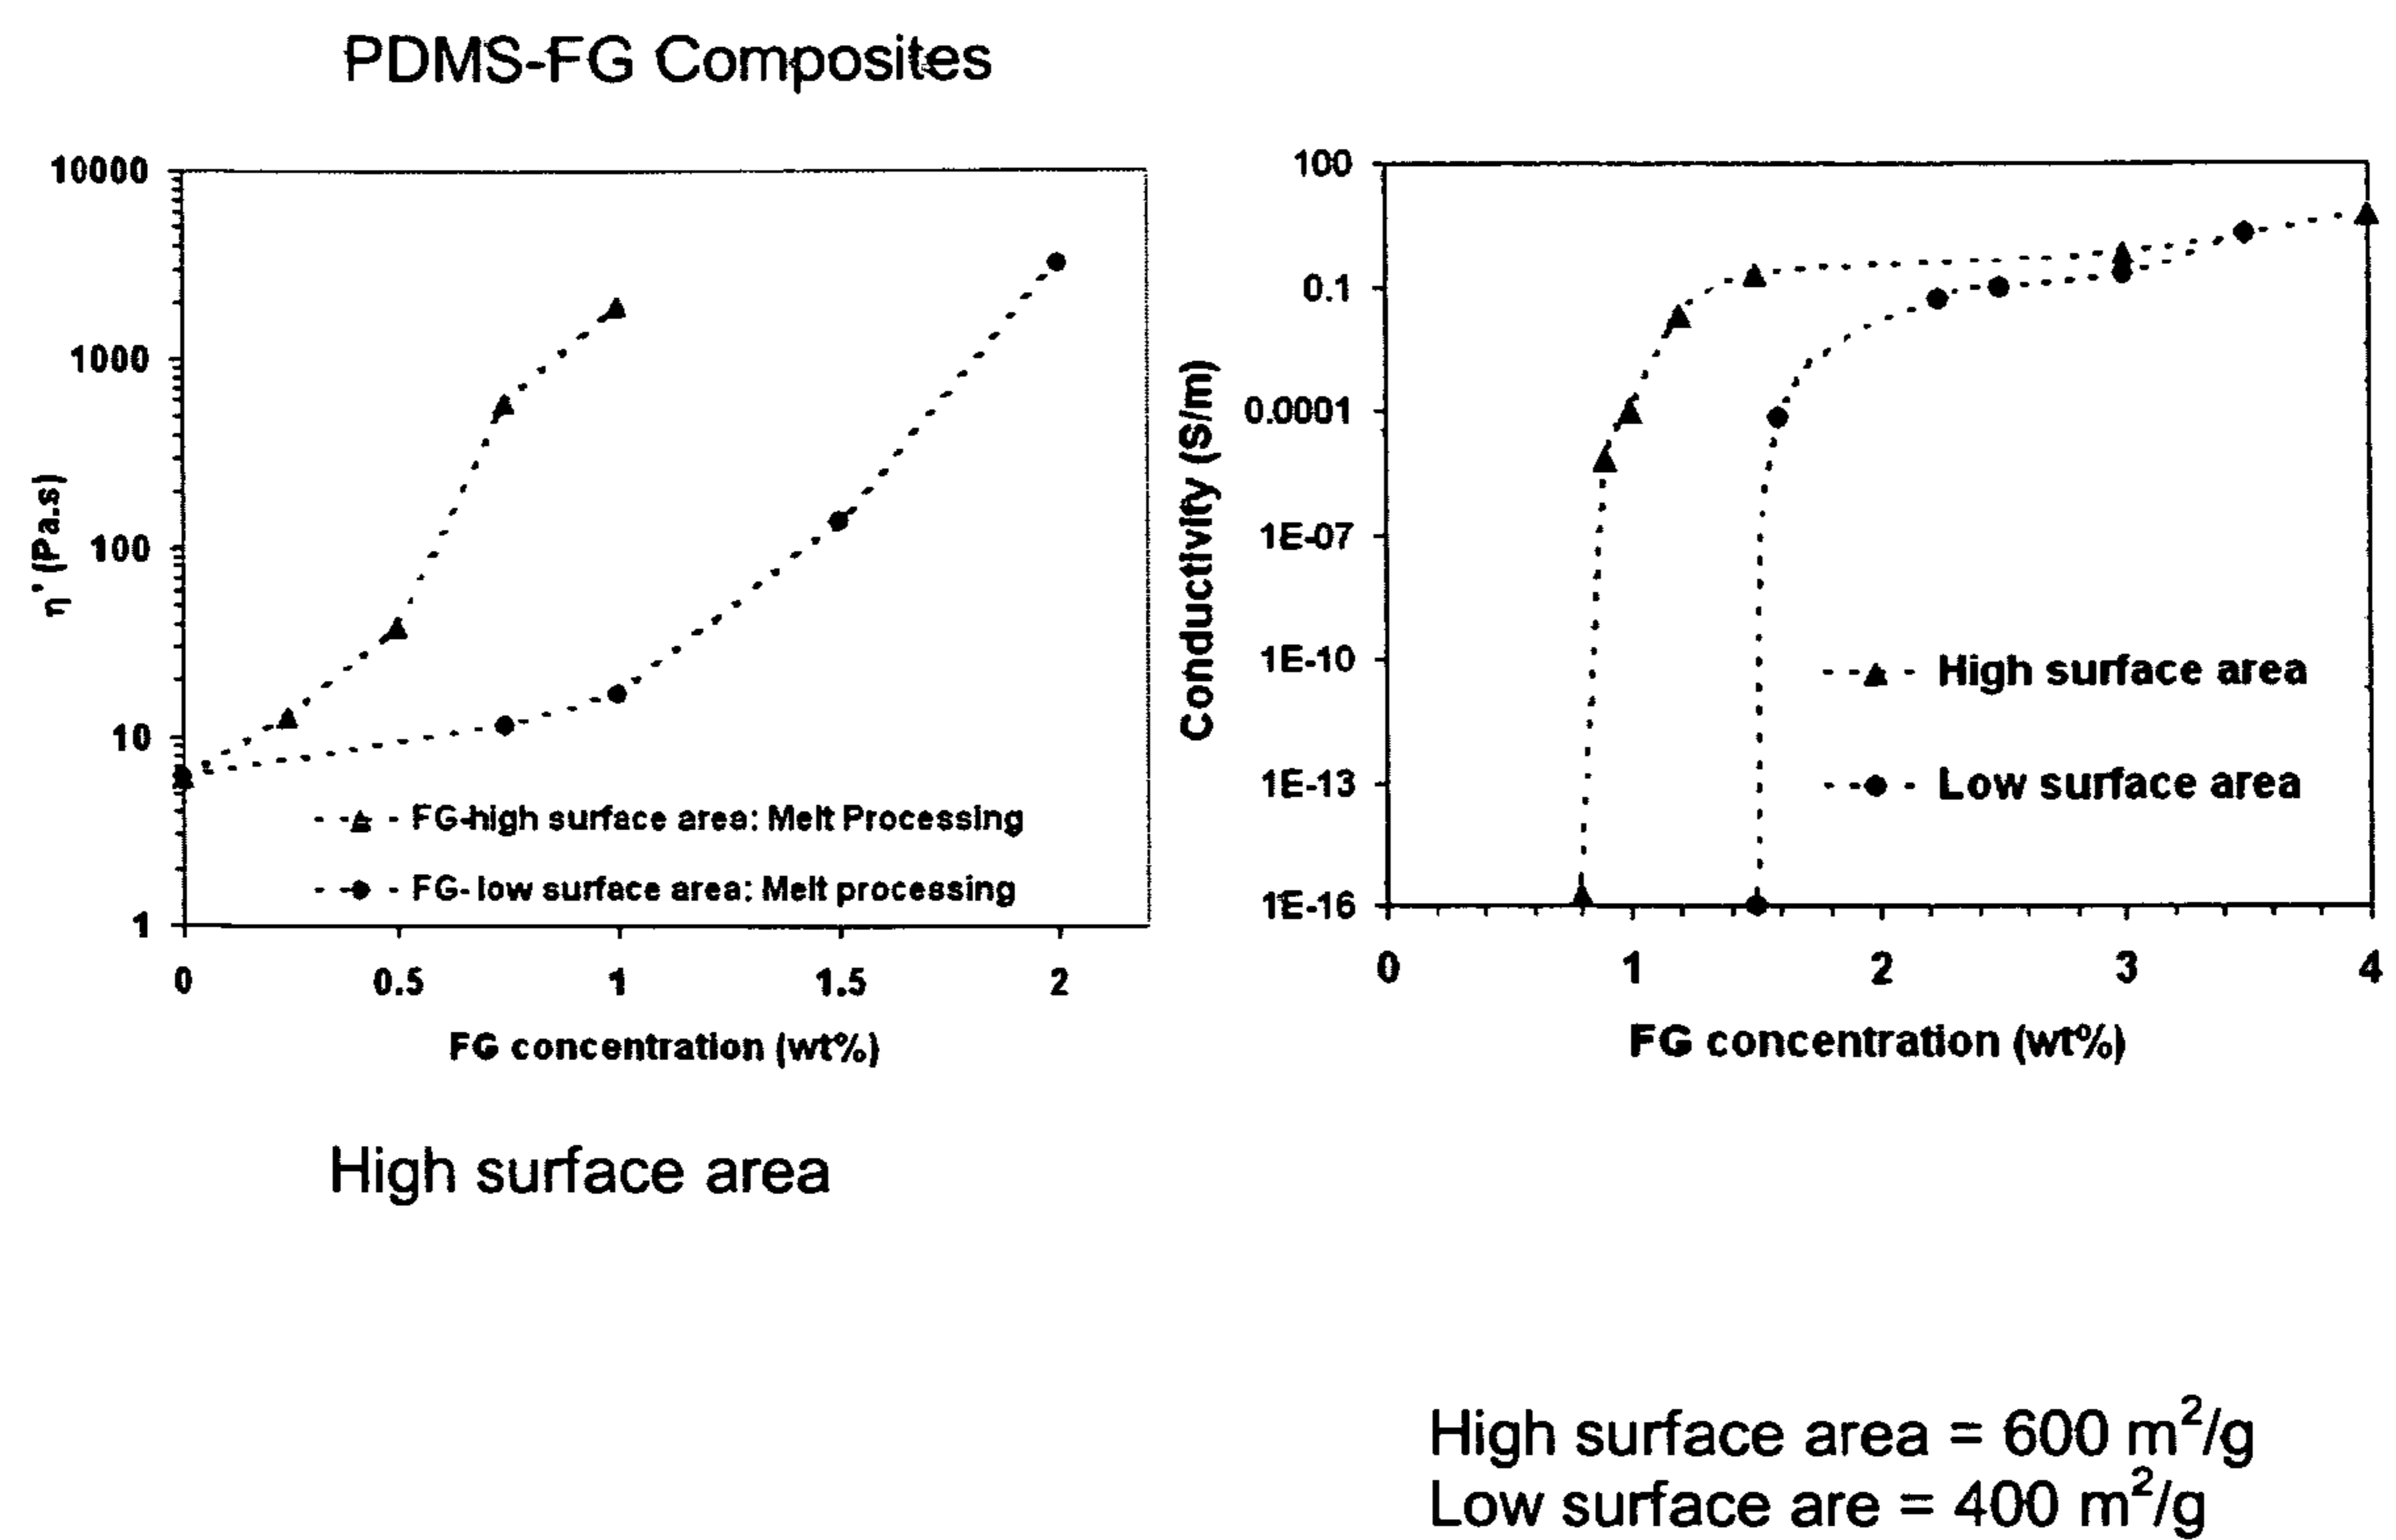 PDMS-FG Composites
10000
1000
100
10
1
η' (Pa.s)
0 0.5 1 1.5 2
FG concentration (wt%)
FG-high surface area: Melt Processing
FG- low surface area: Melt processing
100
0.1
0.0001
1E-07
1E-10
1E-13
1E-16
Conductivity (S/m)
0 1 2 3 4
FG concentration (wt%)
High surface area
Low surface area
High surface area
High surface area = 600 m²/g
Low surface are = 400 m²/g